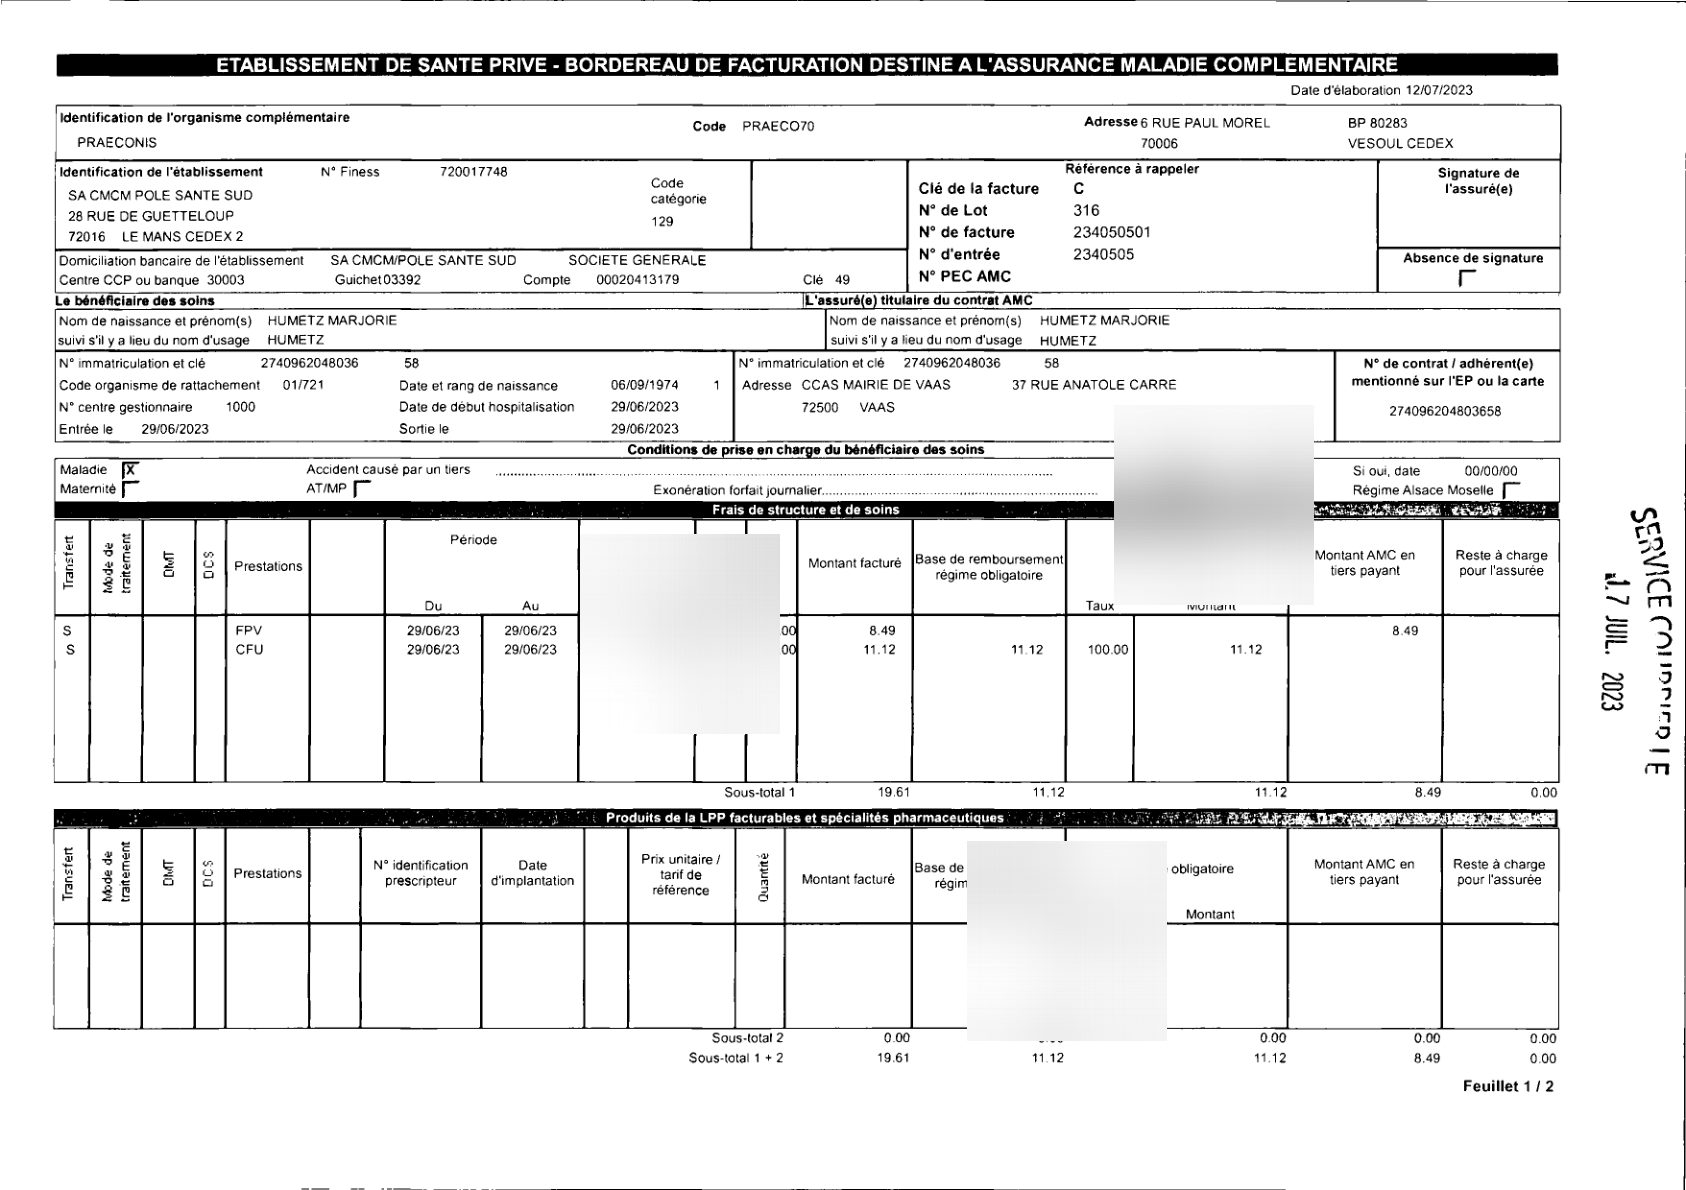 ETABLISSEMENT DE SANTE PRIVE - BORDEREAU DE FACTURATION DESTINE A L'ASSURANCE MALADIE COMPLEMENTAIRE
Date d'élaboration 12/07/2023
Identification de l'organisme complémentaire
PRAECONIS
Code PRAECO70
Adresse 6 RUE PAUL MOREL BP 80283
70006 VESOUL CEDEX
Identification de l'établissement N° Finess 720017748
SA CMCM POLE SANTE SUD
28 RUE DE GUETTELOUP
72016 LE MANS CEDEX 2
Code
catégorie
129
Référence à rappeler
Clé de la facture C
N° de Lot 316
N° de facture 234050501
N° d'entrée 2340505
N° PEC AMC
Signature de
l'assuré(e)
Absence de signature
Domiciliation bancaire de l'établissement SA CMCM/POLE SANTE SUD SOCIETE GENERALE
Centre CCP ou banque 30003 Guichet 03392 Compte 00020413179 Clé 49
Le bénéficiaire des soins
Nom de naissance et prénom(s) HUMETZ MARJORIE
suivi s'il y a lieu du nom d'usage HUMETZ
N° immatriculation et clé 2740962048036 58
Code organisme de rattachement 01/721 Date et rang de naissance 06/09/1974 1
N° centre gestionnaire 1000 Date de début hospitalisation 29/06/2023
Entrée le 29/06/2023 Sortie le 29/06/2023
L'assuré(e) titulaire du contrat AMC
Nom de naissance et prénom(s) HUMETZ MARJORIE
suivi s'il y a lieu du nom d'usage HUMETZ
N° immatriculation et clé 2740962048036 58
Adresse CCAS MAIRIE DE VAAS 37 RUE ANATOLE CARRE
72500 VAAS
N° de contrat / adhérent(e)
mentionné sur l'EP ou la carte
274096204803658
Conditions de prise en charge du bénéficiaire des soins
Maladie X Accident causé par un tiers Si oui, date 00/00/00
Maternité AT/MP Exonération forfait journalier Régime Alsace Moselle
Frais de structure et de soins
Transfert Mode de traitement DMT DCS Prestations Période Du Au Montant facturé Base de remboursement régime obligatoire Taux Montant Montant AMC en tiers payant Reste à charge pour l'assurée
S FPV 29/06/23 29/06/23 8.49 8.49
S CFU 29/06/23 29/06/23 11.12 11.12 100.00 11.12
Sous-total 1 19.61 11.12 11.12 8.49 0.00
Produits de la LPP facturables et spécialités pharmaceutiques
Transfert Mode de traitement DMT DCS Prestations N° identification prescripteur Date d'implantation Prix unitaire / tarif de référence Quantité Montant facturé Base de obligatoire Montant Montant AMC en tiers payant Reste à charge pour l'assurée
Sous-total 2 0.00 0.00 0.00 0.00
Sous-total 1 + 2 19.61 11.12 11.12 8.49 0.00
Feuillet 1 / 2
SERVICE COURRIER
17 JUIL. 2023